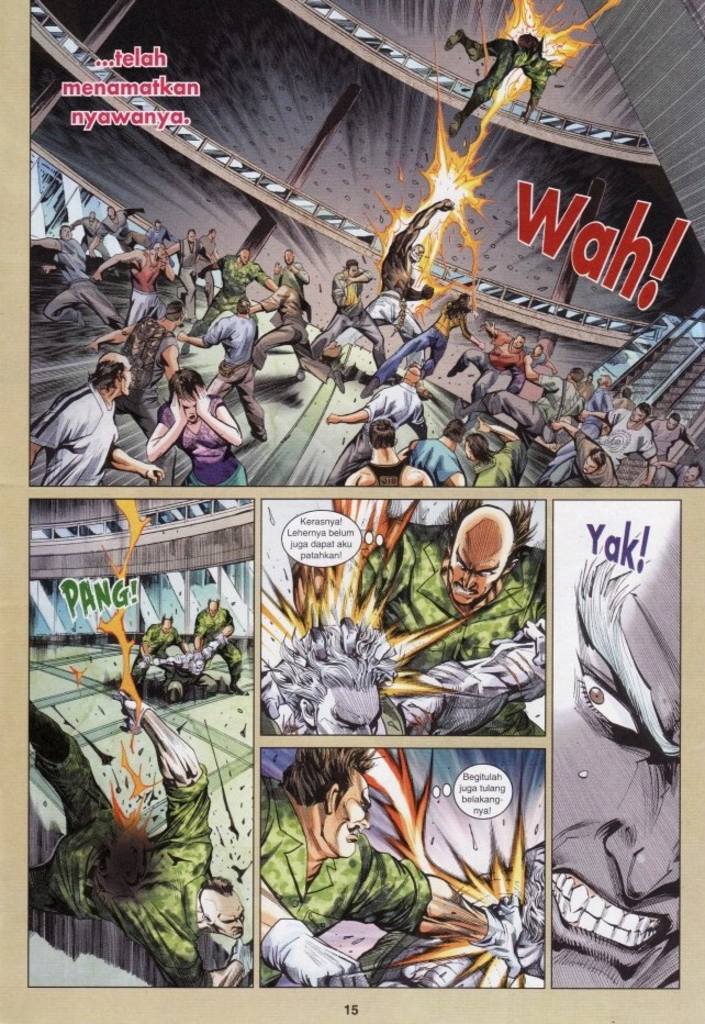 ...telah
menamatkan
nyawanya.
Wah!
PANG!
Kerasnya!
Lehernya belum
juga dapat aku
patahkan!
Yak!
Begitulah
juga tulang
belakang-
nya!
15